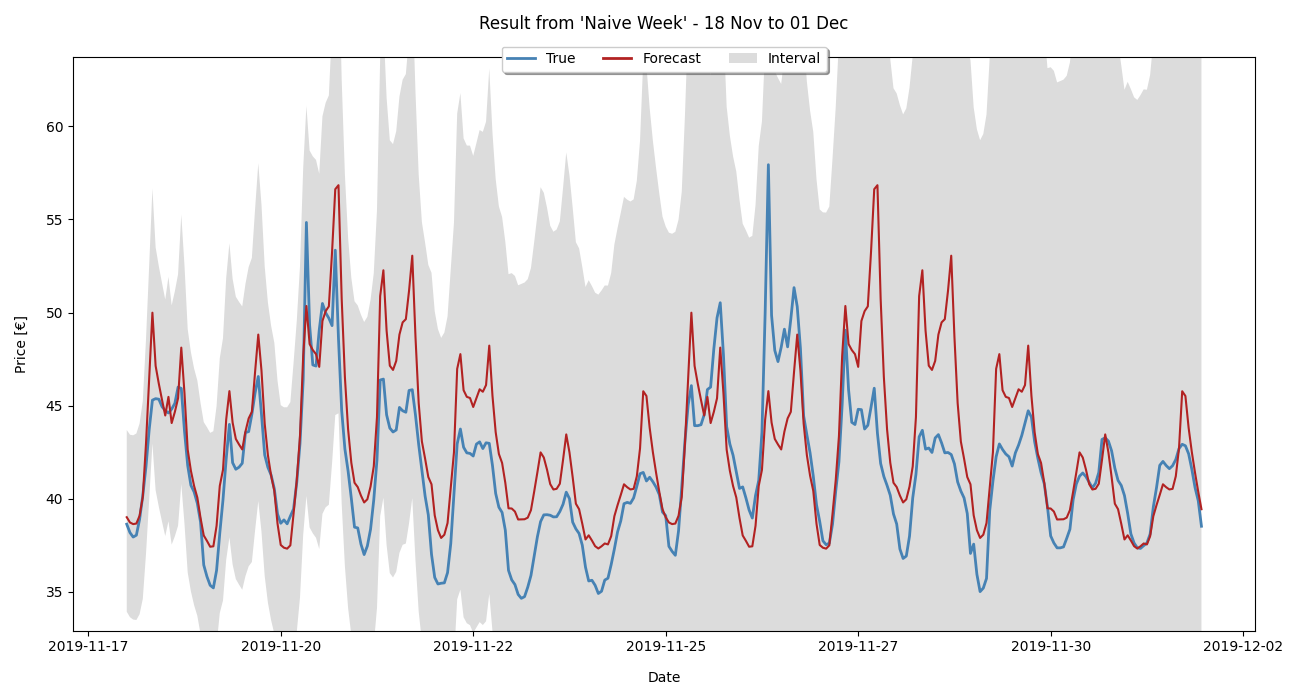 Result from 'Naive Week' - 18 Nov to 01 Dec
True
Forecast
Interval
Price [€]
60
55
50
45
40
35
2019-11-17
2019-11-20
2019-11-22
2019-11-25
2019-11-27
2019-11-30
2019-12-02
Date